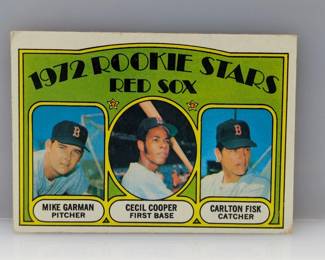 1972 ROOKIE STARS
RED SOX
B
B
MIKE GARMAN
PITCHER
CECIL COOPER
FIRST BASE
CARLTON FISK
CATCHER